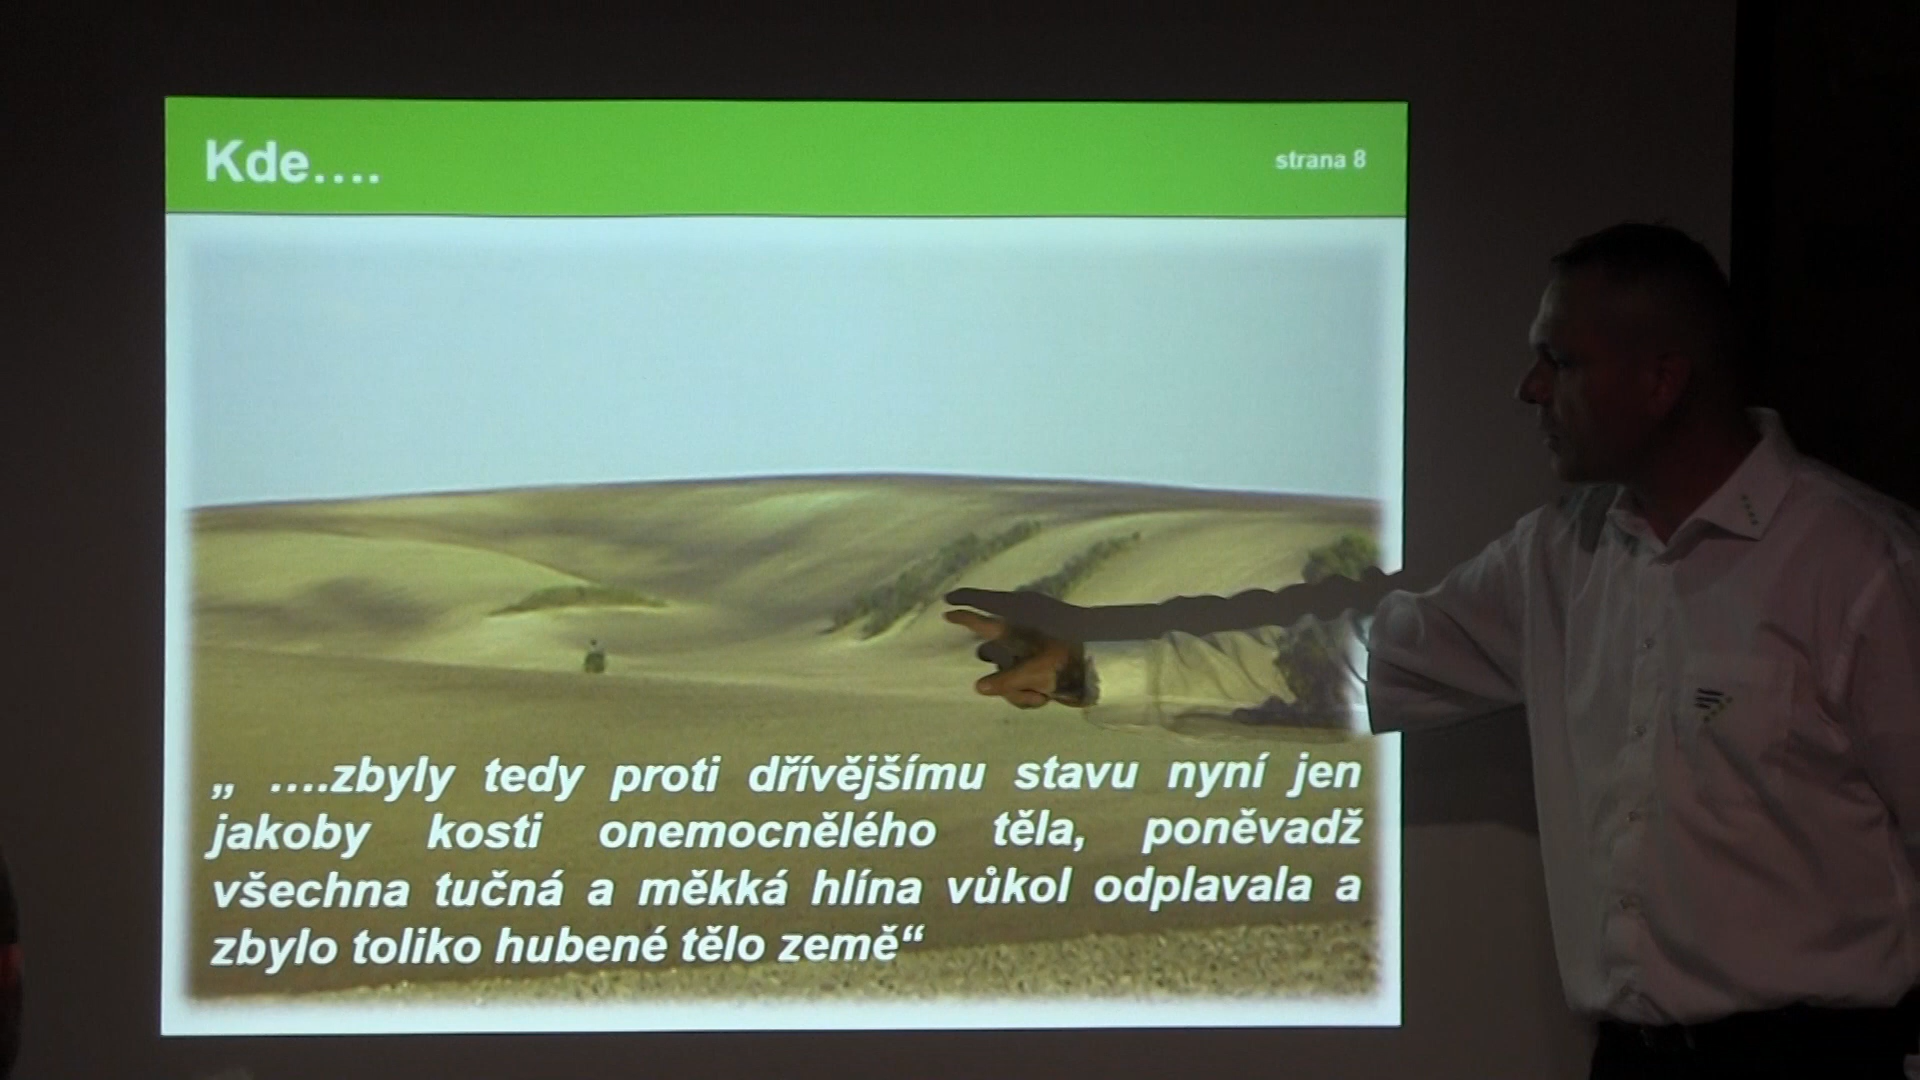 Kde….
strana 8
„ ….zbyly tedy proti dřívějšímu stavu nyní jen
jakoby kosti onemocnělého těla, poněvadž
všechna tučná a měkká hlína vůkol odplavala a
zbylo toliko hubené tělo země“